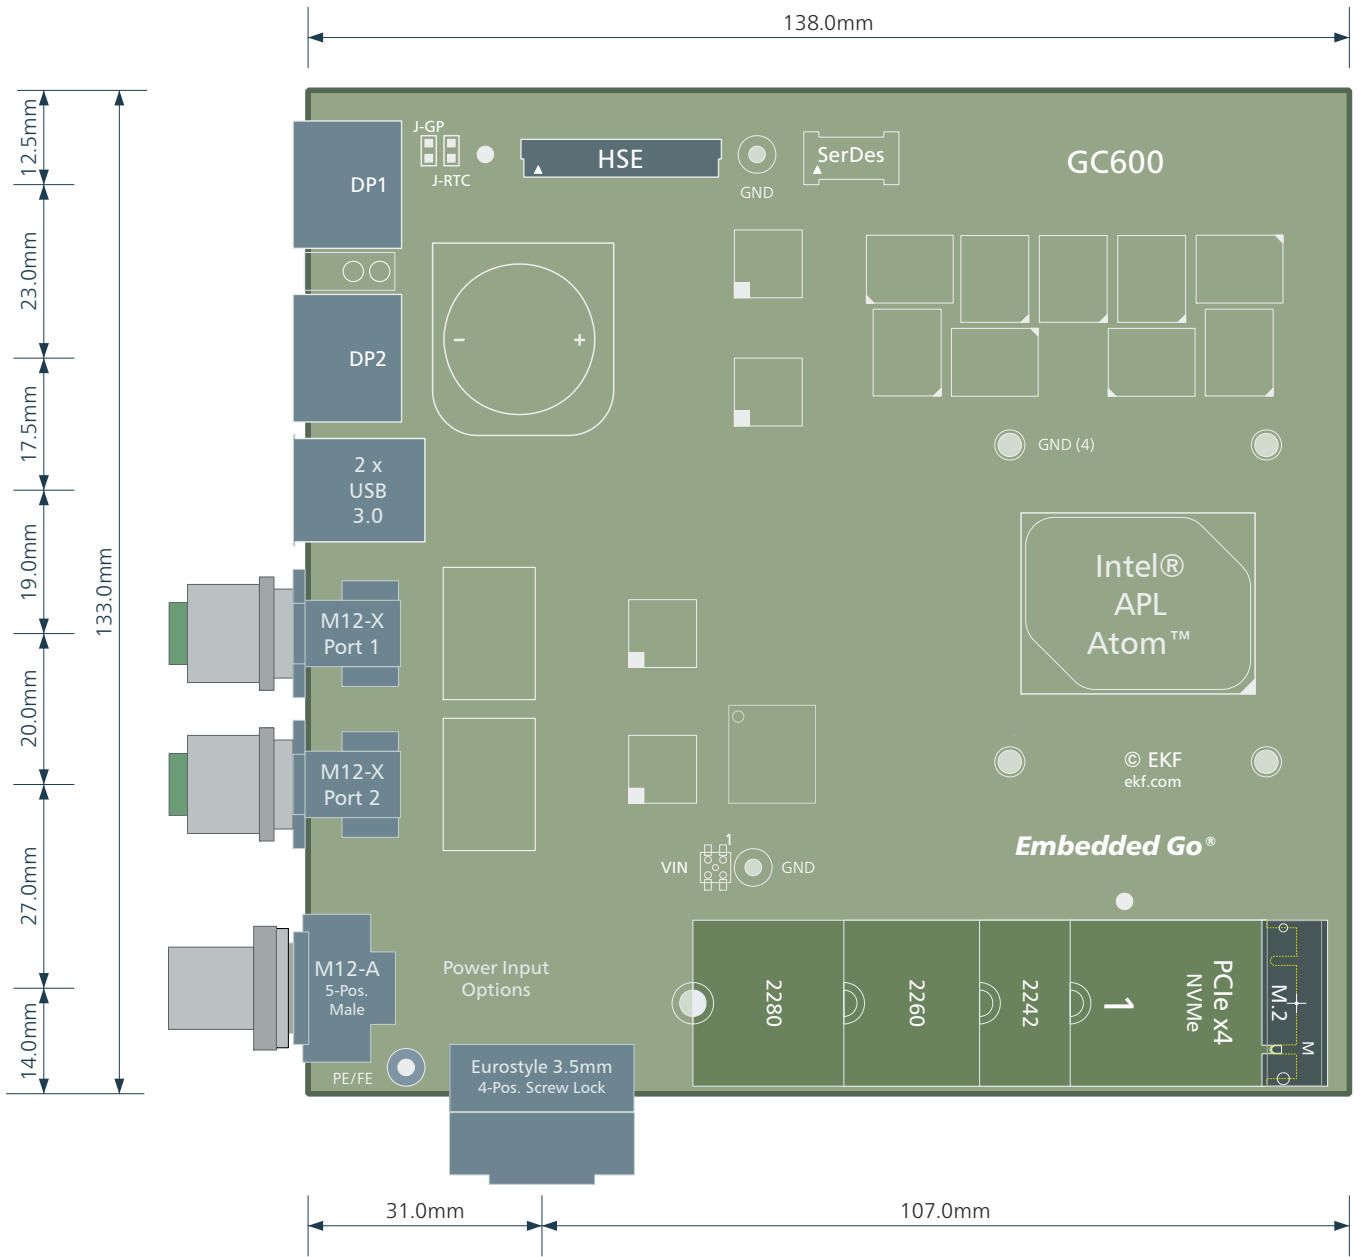 138.0mm
12.5mm
23.0mm
17.5mm
19.0mm
20.0mm
27.0mm
14.0mm
133.0mm
J-GP
J-RTC
HSE
GND
SerDes
GC600
DP1
DP2
- +
2 x
USB
3.0
GND (4)
Intel®
APL
Atom™
M12-X
Port 1
M12-X
Port 2
© EKF
ekf.com
Embedded Go®
1
VIN
GND
M12-A
5-Pos.
Male
Power Input
Options
2280
2260
2242
1
PCIe x4
NVMe
M.2
M
PE/FE
Eurostyle 3.5mm
4-Pos. Screw Lock
31.0mm
107.0mm